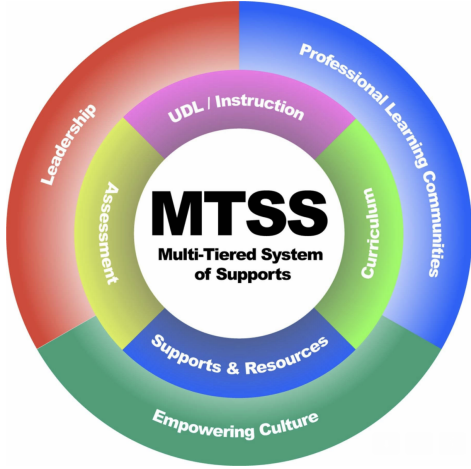 Leadership
Professional Learning Communities
UDL / Instruction
Assessment
Curriculum
MTSS
Multi-Tiered System
of Supports
Supports & Resources
Empowering Culture